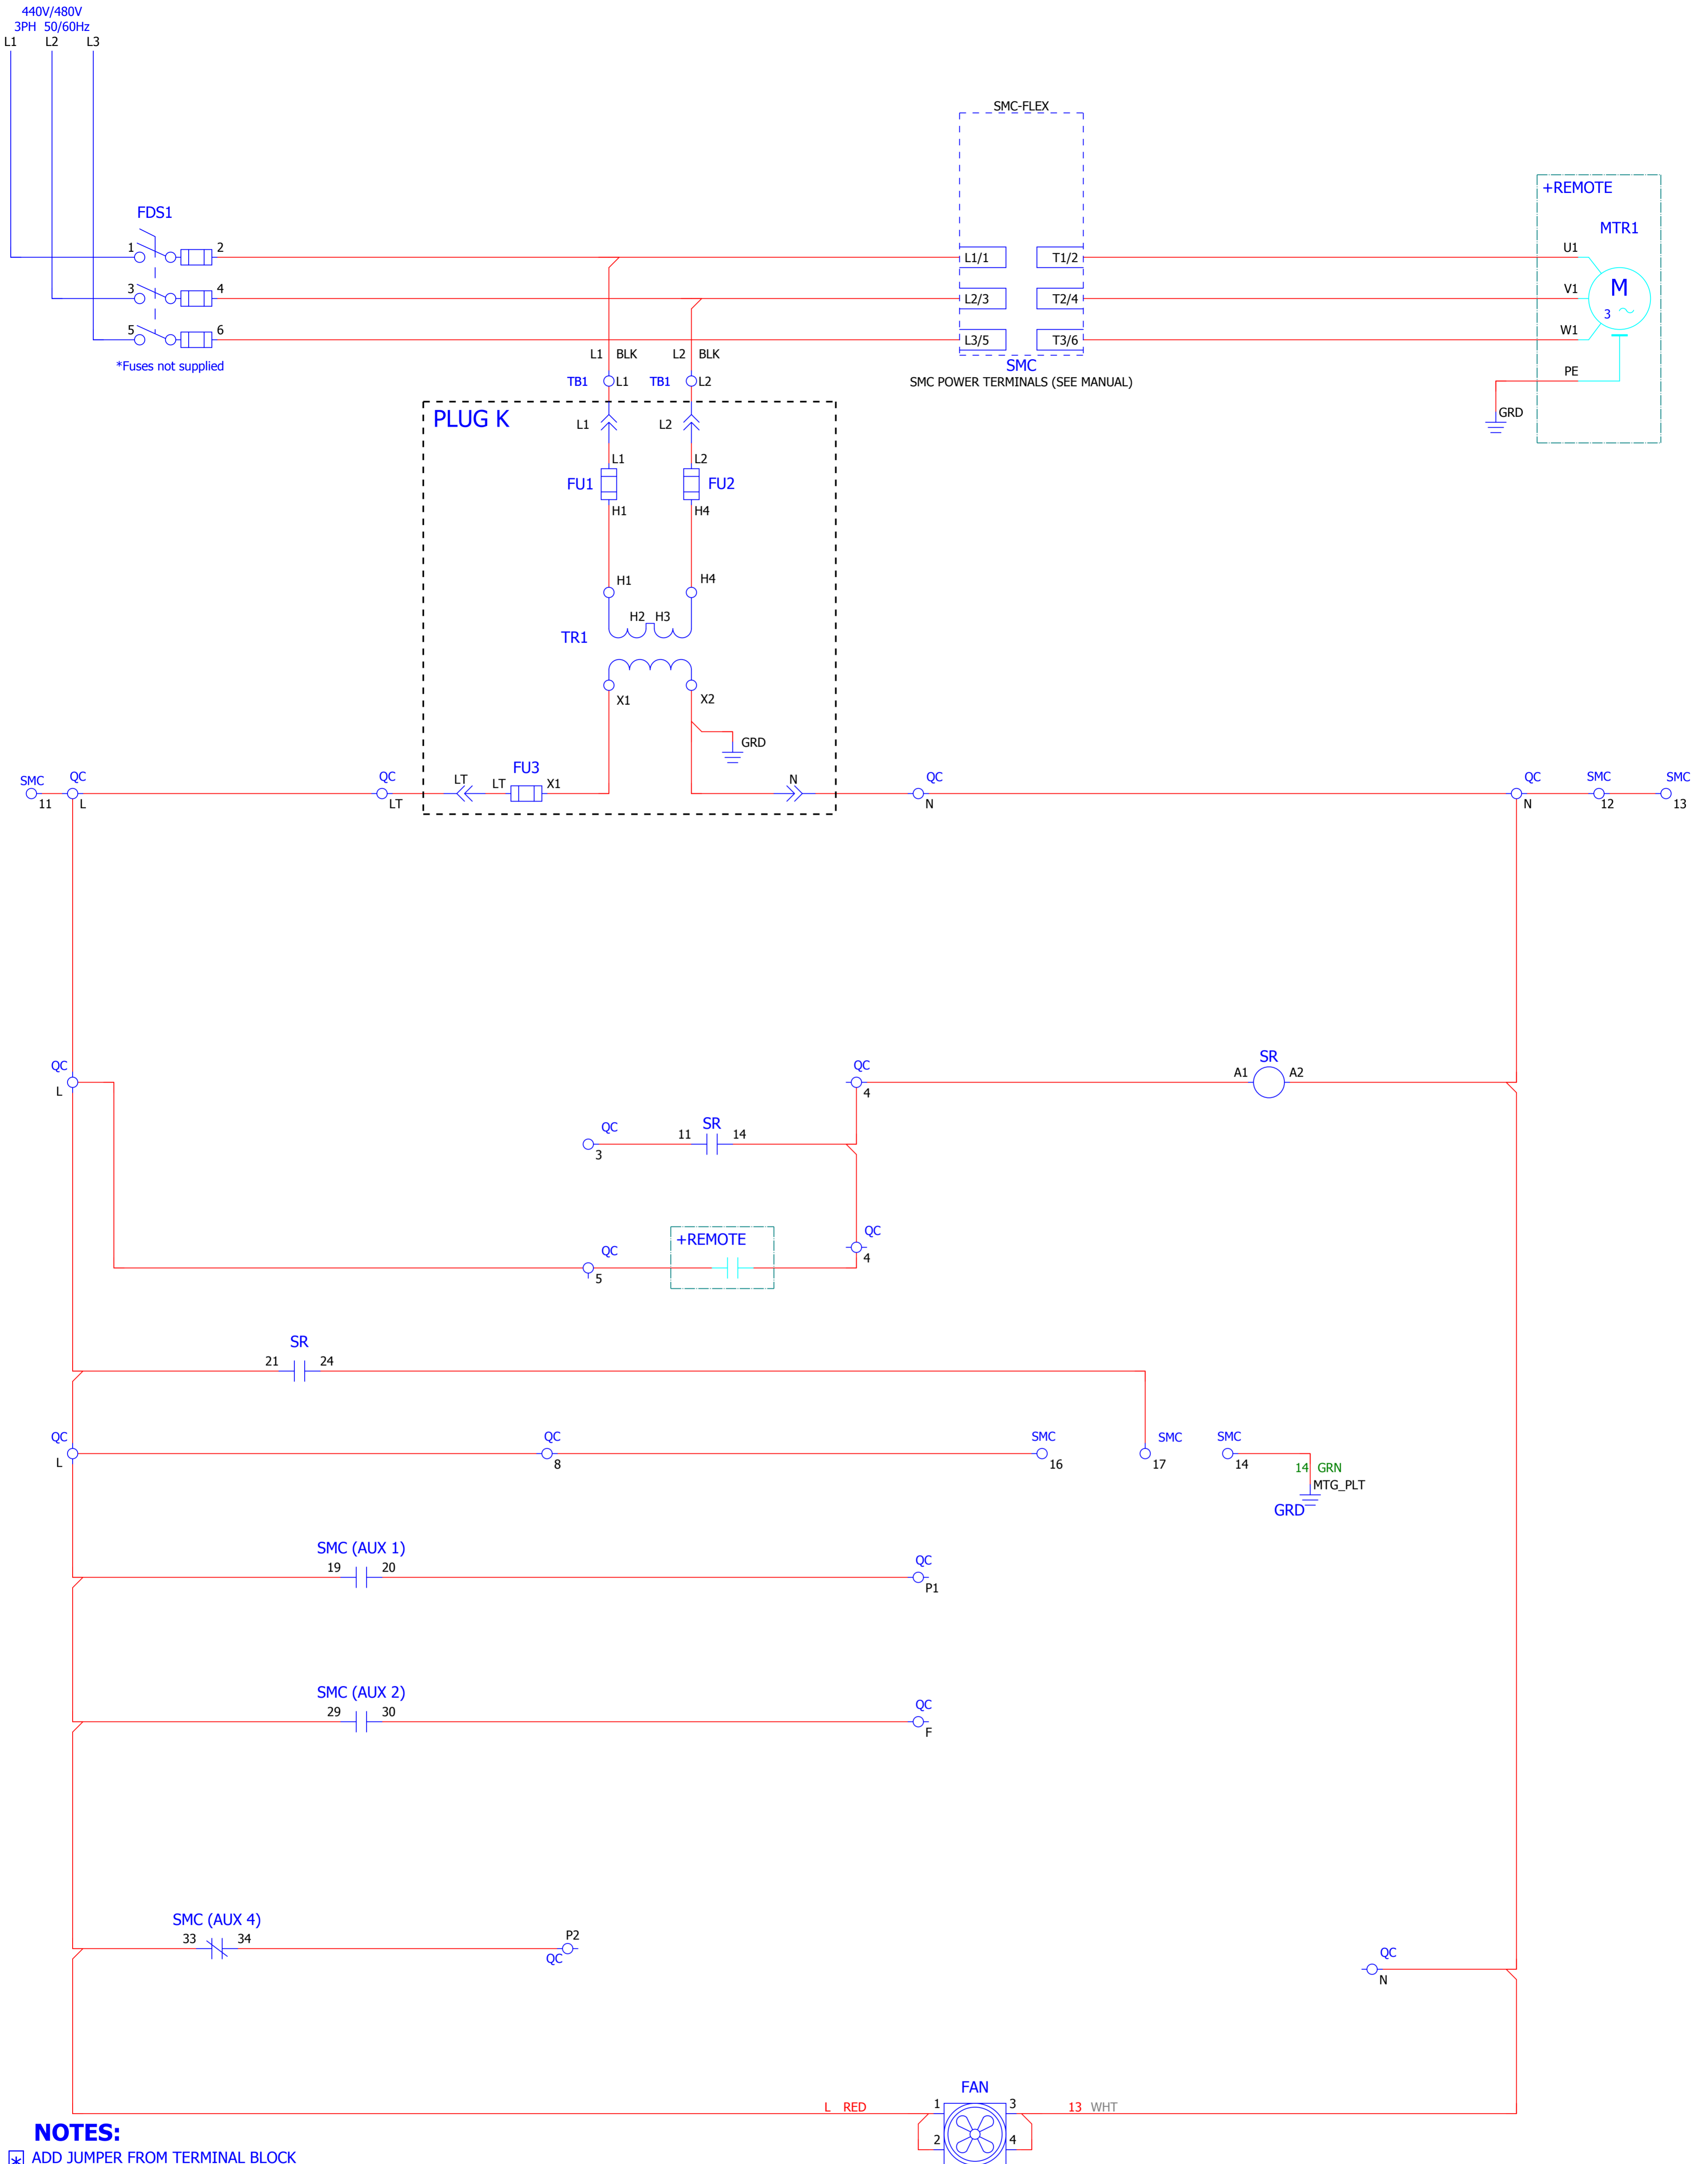 440V/480V
3PH 50/60Hz
L1 L2 L3
SMC-FLEX
+REMOTE
MTR1
FDS1
1 2
L1/1 T1/2
U1
3 4
L2/3 T2/4
V1
M
3
5 6
L3/5 T3/6
W1
*Fuses not supplied
L1 BLK L2 BLK
SMC
SMC POWER TERMINALS (SEE MANUAL)
PE
GRD
TB1 L1 TB1 L2
PLUG K
L1 L2
L1 L2
FU1 FU2
H1 H4
H1 H4
H2 H3
TR1
X1 X2
GRD
SMC QC QC LT LT FU3 X1 N QC QC SMC SMC
11 L LT N N 12 13
QC QC SR
L 4 A1 A2
QC 11 SR 14
3
+REMOTE QC
QC 4
5
SR
21 24
QC QC SMC SMC SMC
L 8 16 17 14
14 GRN
MTG_PLT
GRD
SMC (AUX 1)
19 20 QC
P1
SMC (AUX 2)
29 30 QC
F
SMC (AUX 4)
33 34 P2
QC
QC
N
FAN
L RED 1 3 13 WHT
2 4
NOTES:
* ADD JUMPER FROM TERMINAL BLOCK